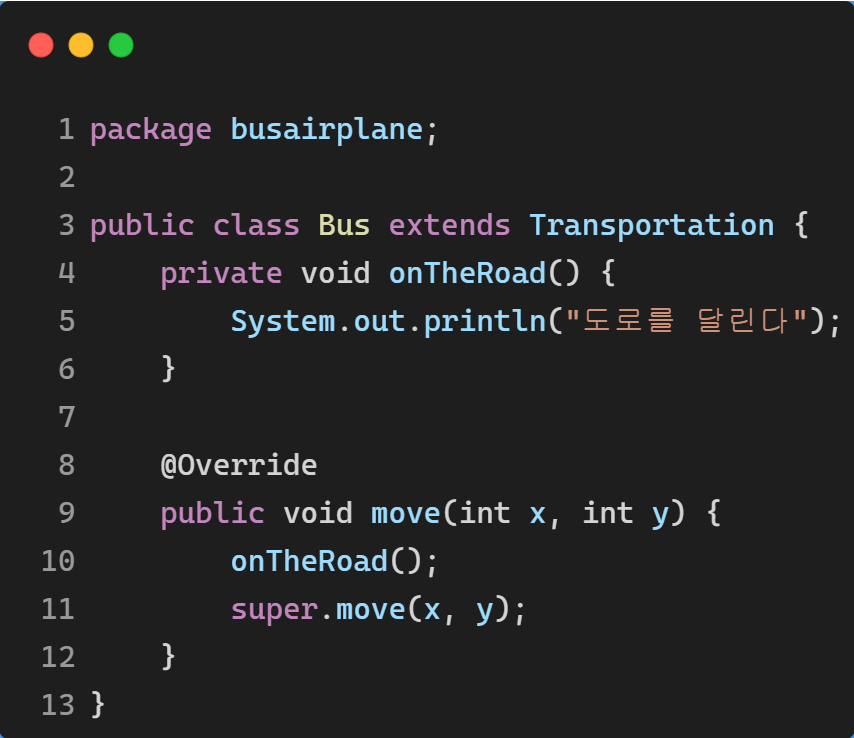 1 package busairplane;
2
3 public class Bus extends Transportation {
4     private void onTheRoad() {
5         System.out.println("도로를 달린다");
6     }
7
8     @Override
9     public void move(int x, int y) {
10         onTheRoad();
11         super.move(x, y);
12     }
13 }